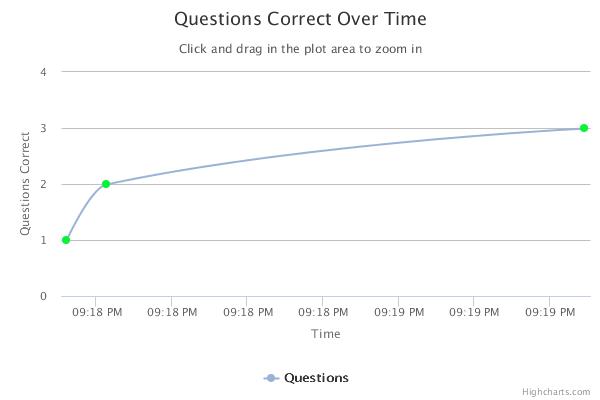 Questions Correct Over Time
Click and drag in the plot area to zoom in
4
3
2
1
0
Questions Correct
09:18 PM 09:18 PM 09:18 PM 09:18 PM 09:19 PM 09:19 PM 09:19 PM
Time
Questions
Highcharts.com